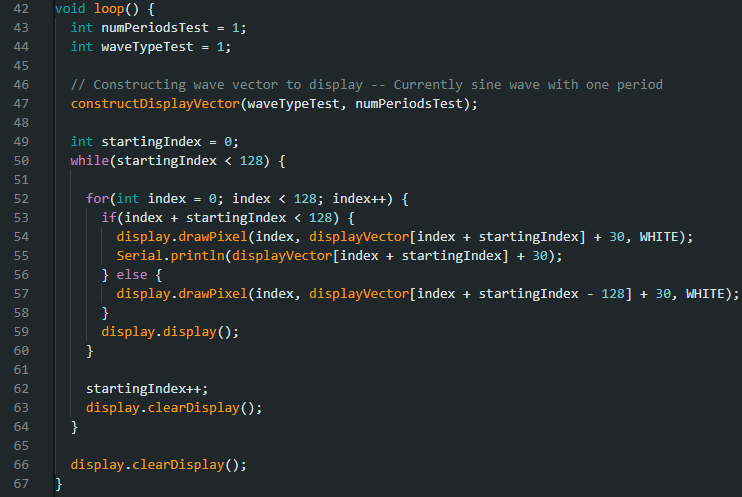 42 void loop() {
43   int numPeriodsTest = 1;
44   int waveTypeTest = 1;
45
46   // Constructing wave vector to display -- Currently sine wave with one period
47   constructDisplayVector(waveTypeTest, numPeriodsTest);
48
49   int startingIndex = 0;
50   while(startingIndex < 128) {
51
52     for(int index = 0; index < 128; index++) {
53       if(index + startingIndex < 128) {
54         display.drawPixel(index, displayVector[index + startingIndex] + 30, WHITE);
55         Serial.println(displayVector[index + startingIndex] + 30);
56       } else {
57         display.drawPixel(index, displayVector[index + startingIndex - 128] + 30, WHITE);
58       }
59       display.display();
60     }
61
62     startingIndex++;
63     display.clearDisplay();
64   }
65
66   display.clearDisplay();
67 }